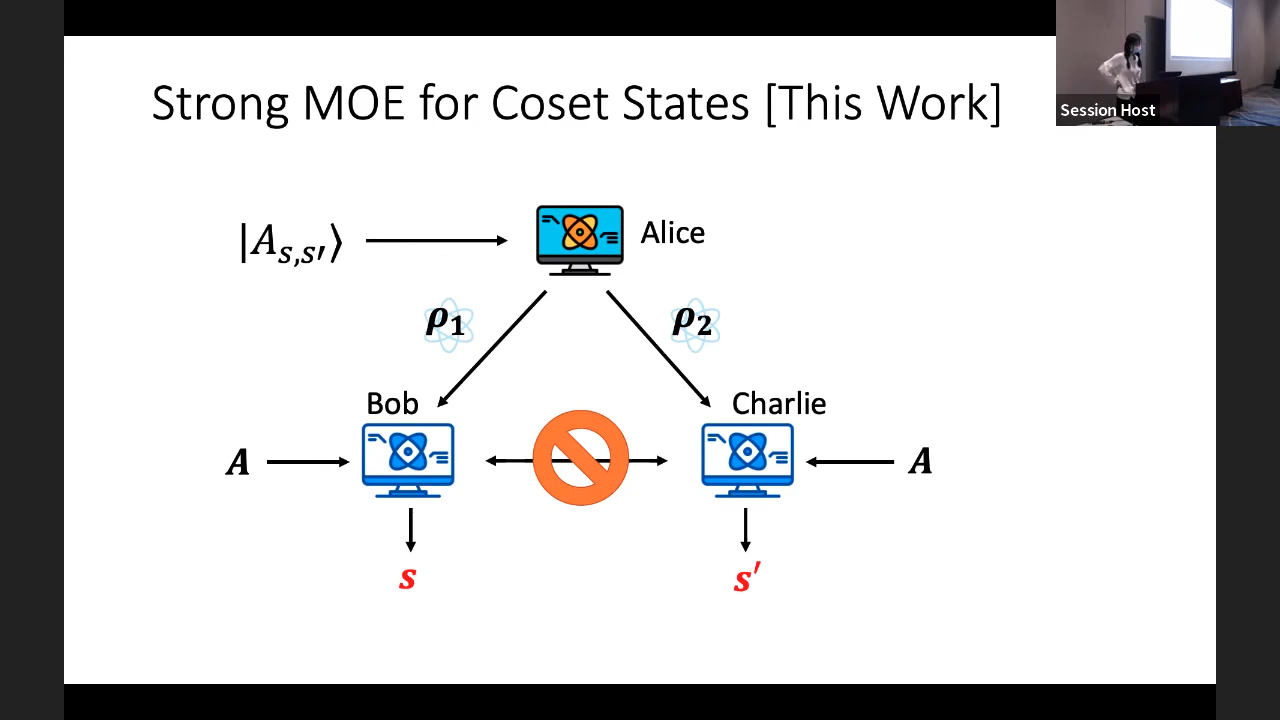 Strong MOE for Coset States [This Work]
Session Host
|A_{s,s′}⟩
Alice
ρ₁
ρ₂
Bob
Charlie
A
A
s
s′